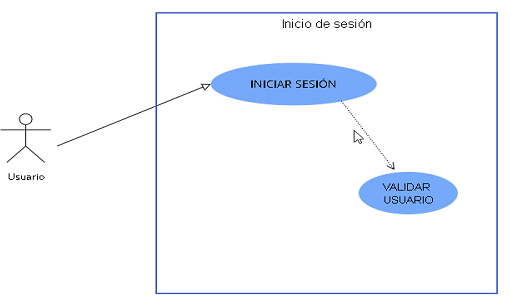 Inicio de sesión
INICIAR SESIÓN
Usuario
VALIDAR
USUARIO